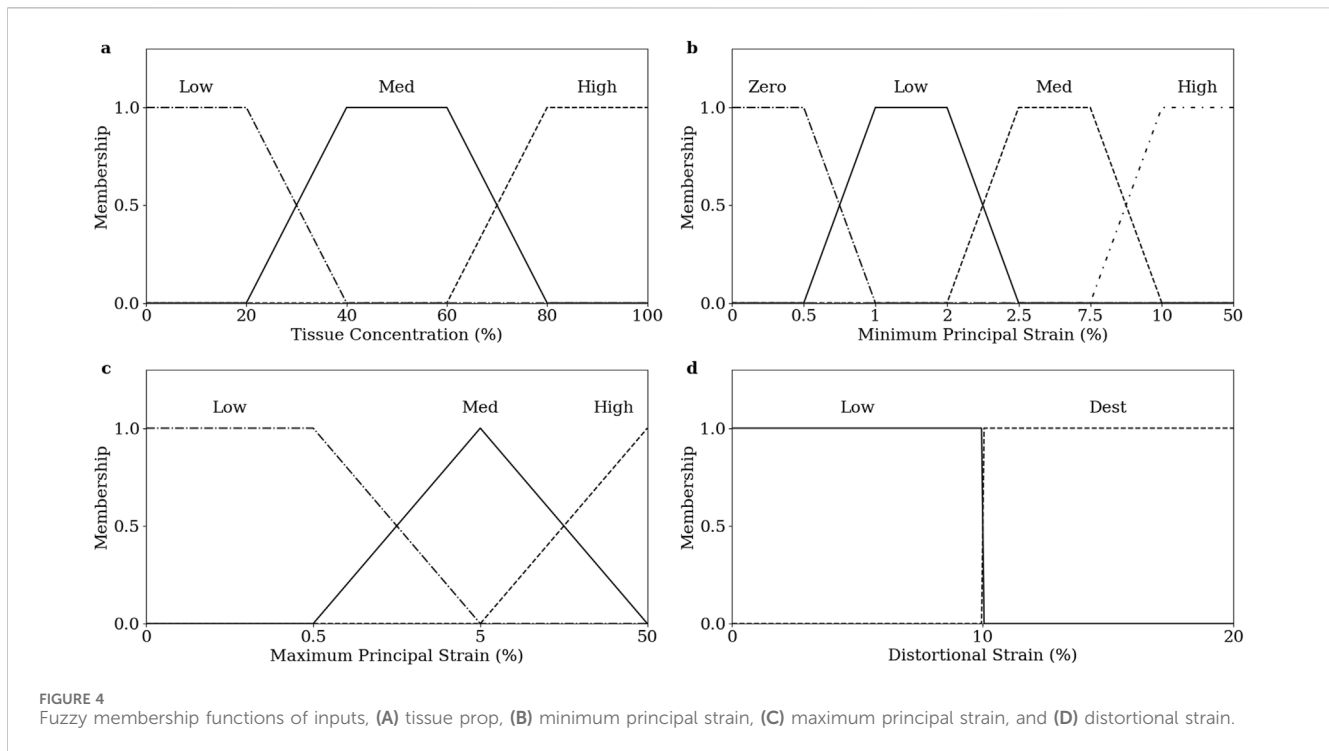 a
Low Med High
1.0
0.5
0.0
Membership
0 20 40 60 80 100
Tissue Concentration (%)
b
Zero Low Med High
1.0
0.5
0.0
Membership
0 0.5 1 2 2.5 7.5 10 50
Minimum Principal Strain (%)
c
Low Med High
1.0
0.5
0.0
Membership
0 0.5 5 50
Maximum Principal Strain (%)
d
Low Dest
1.0
0.5
0.0
Membership
0 10 20
Distortional Strain (%)
FIGURE 4
Fuzzy membership functions of inputs, (A) tissue prop, (B) minimum principal strain, (C) maximum principal strain, and (D) distortional strain.